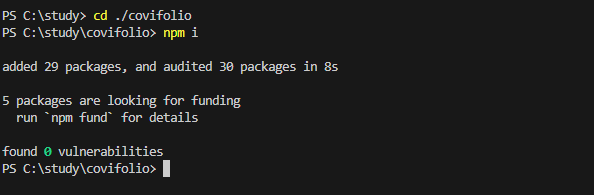 PS C:\study> cd ./covifolio
PS C:\study\covifolio> npm i
added 29 packages, and audited 30 packages in 8s
5 packages are looking for funding
  run `npm fund` for details
found 0 vulnerabilities
PS C:\study\covifolio>